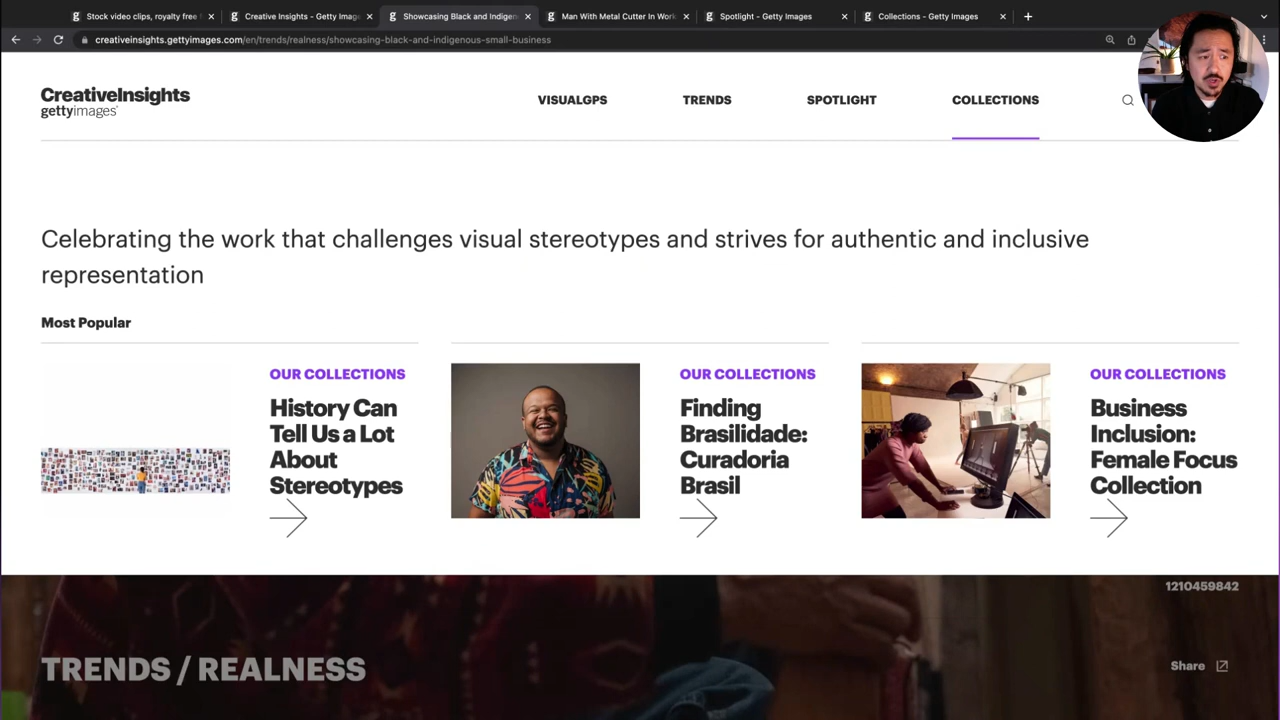 Stock video clips, royalty free
Creative Insights - Getty Imag
Showcasing Black and Indigen
Man With Metal Cutter In Work
Spotlight - Getty Images
Collections - Getty Images
creativeinsights.gettyimages.com/en/trends/realness/showcasing-black-and-indigenous-small-business
CreativeInsights
gettyimages®
VISUALGPS
TRENDS
SPOTLIGHT
COLLECTIONS
Celebrating the work that challenges visual stereotypes and strives for authentic and inclusive
representation
Most Popular
OUR COLLECTIONS
History Can
Tell Us a Lot
About
Stereotypes
OUR COLLECTIONS
Finding
Brasilidade:
Curadoria
Brasil
OUR COLLECTIONS
Business
Inclusion:
Female Focus
Collection
1210459842
TRENDS / REALNESS
Share